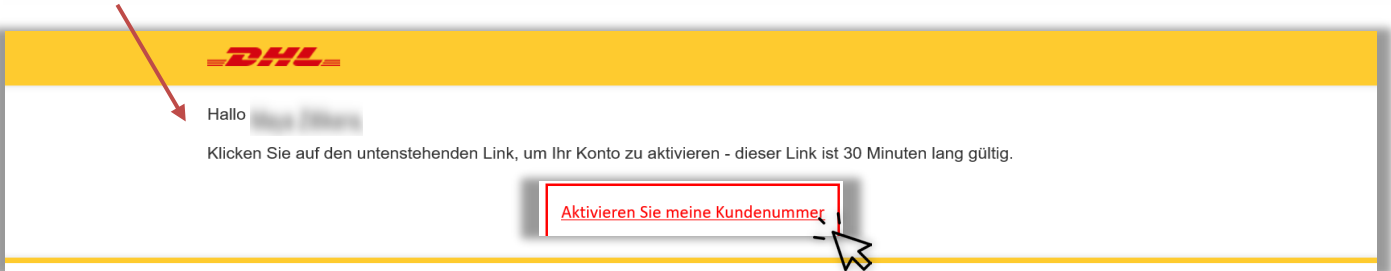 DHL
Hallo
Klicken Sie auf den untenstehenden Link, um Ihr Konto zu aktivieren - dieser Link ist 30 Minuten lang gültig.
Aktivieren Sie meine Kundenummer